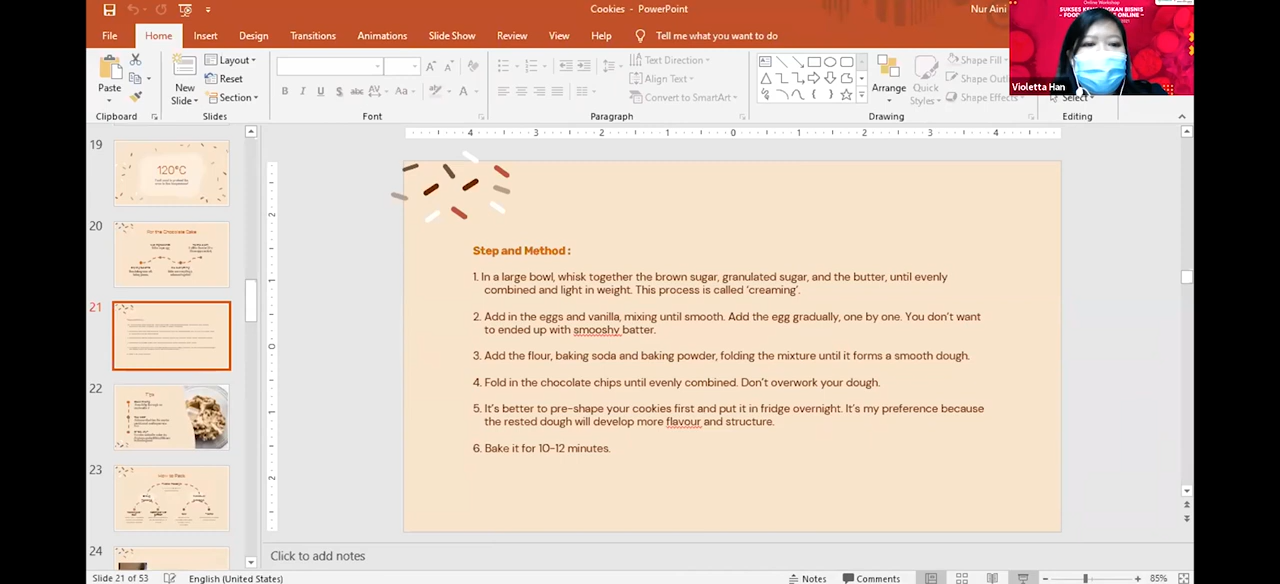 Cookies - PowerPoint
Nur Aini
File Home Insert Design Transitions Animations Slide Show Review View Help Tell me what you want to do
Paste
Clipboard
New
Slide
Layout
Reset
Section
Slides
Font
Text Direction
Align Text
Convert to SmartArt
Paragraph
Arrange
Quick
Styles
Shape Fill
Shape Outl
Shape Effects
Drawing
Select
Editing
Online Workshop
ONLINE -
2021
Violetta Han
19
120°C
20
For the Chocolate Cake
21
22
Tips
23
24
Step and Method :
1. In a large bowl, whisk together the brown sugar, granulated sugar, and the butter, until evenly
combined and light in weight. This process is called ‘creaming’.
2. Add in the eggs and vanilla, mixing until smooth. Add the egg gradually, one by one. You don’t want
to ended up with smooshy batter.
3. Add the flour, baking soda and baking powder, folding the mixture until it forms a smooth dough.
4. Fold in the chocolate chips until evenly combined. Don’t overwork your dough.
5. It’s better to pre-shape your cookies first and put it in fridge overnight. It’s my preference because
the rested dough will develop more flavour and structure.
6. Bake it for 10-12 minutes.
Click to add notes
Slide 21 of 53 English (United States) Notes Comments 85%